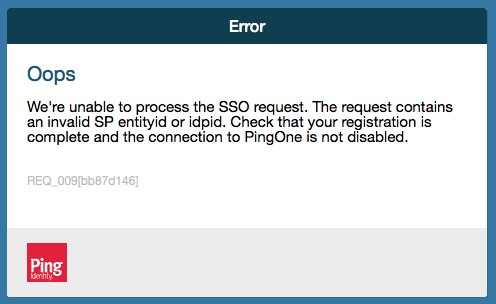 Error
Oops
We're unable to process the SSO request. The request contains
an invalid SP entityid or idpid. Check that your registration is
complete and the connection to PingOne is not disabled.
REQ_009[bb87d146]
Ping
Identity.